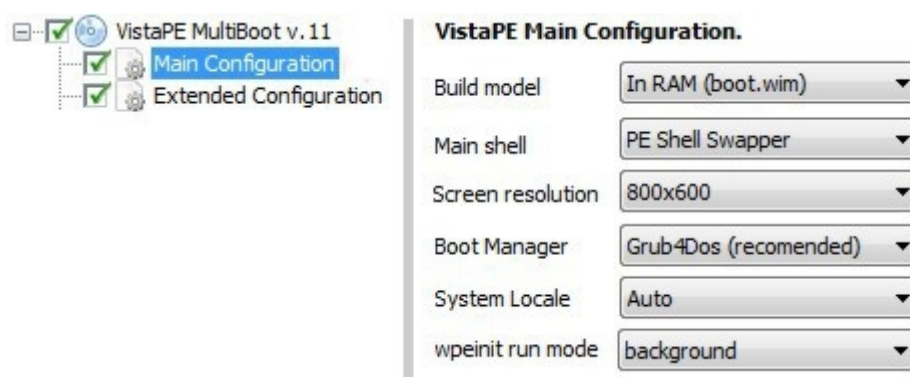 VistaPE MultiBoot v.11
Main Configuration
Extended Configuration
VistaPE Main Configuration.
Build model In RAM (boot.wim)
Main shell PE Shell Swapper
Screen resolution 800x600
Boot Manager Grub4Dos (recomended)
System Locale Auto
wpeinit run mode background